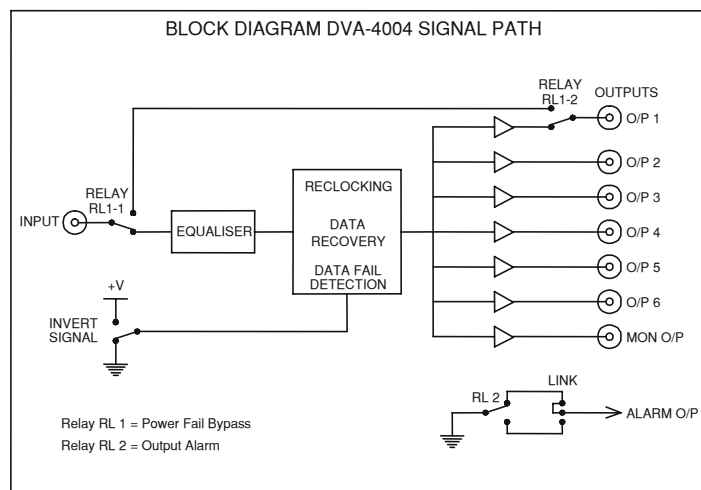 BLOCK DIAGRAM DVA-4004 SIGNAL PATH
RELAY
RL1-2
OUTPUTS
O/P 1
O/P 2
O/P 3
O/P 4
O/P 5
O/P 6
MON O/P
RELAY
RL1-1
INPUT
EQUALISER
RECLOCKING
DATA
RECOVERY
DATA FAIL
DETECTION
+V
INVERT
SIGNAL
LINK
RL 2
ALARM O/P
Relay RL 1 = Power Fail Bypass
Relay RL 2 = Output Alarm